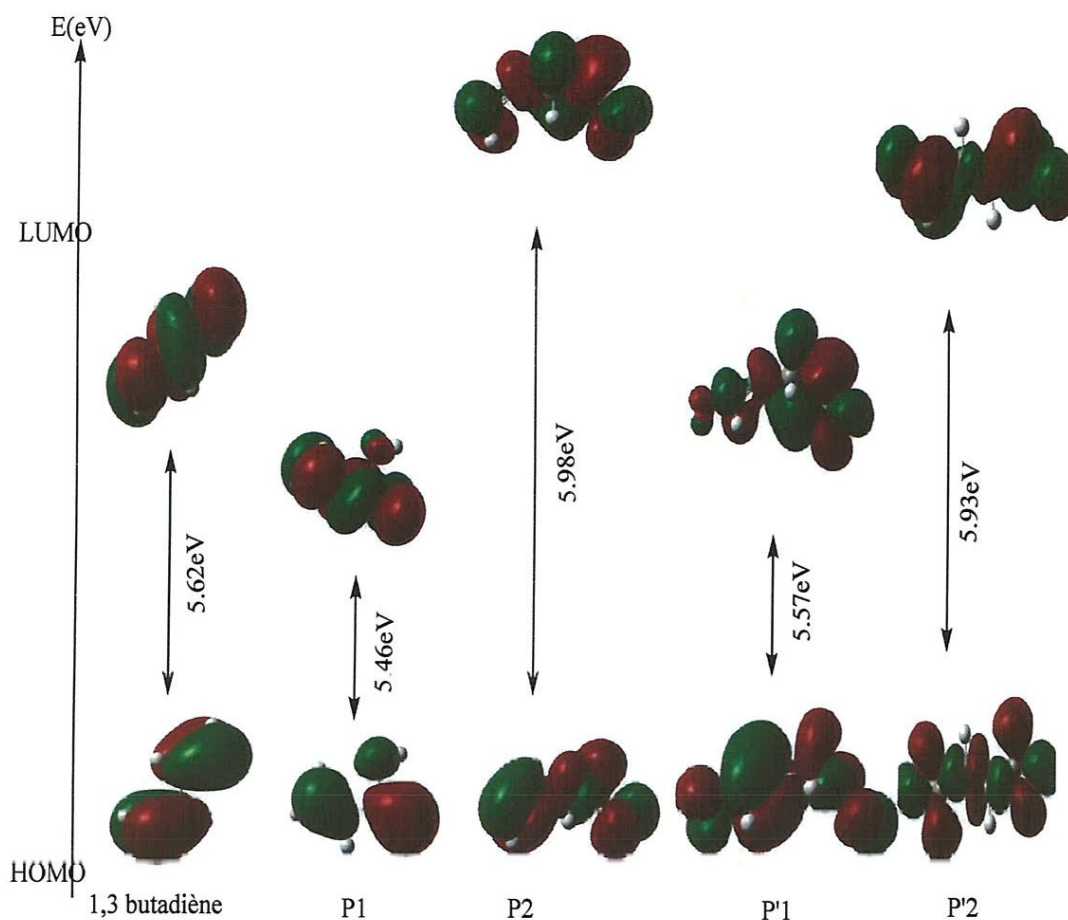 E(eV)
LUMO
5.62eV
5.46eV
5.98eV
5.57eV
5.93eV
HOMO
1,3 butadiène P1 P2 P'1 P'2